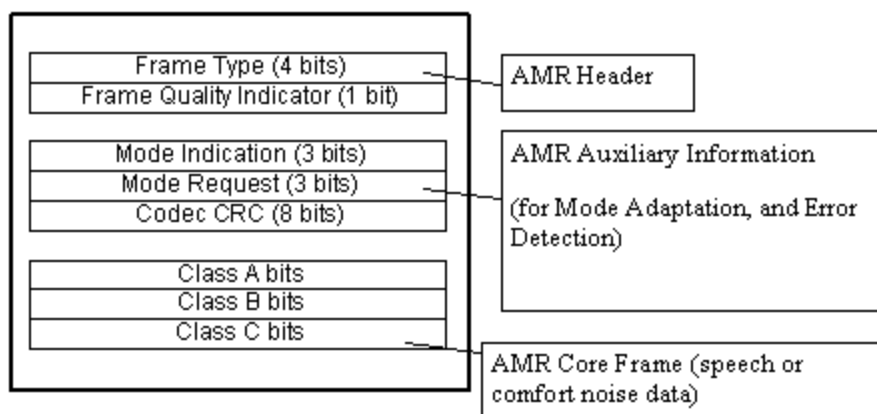 Frame Type (4 bits)
Frame Quality Indicator (1 bit)
AMR Header
Mode Indication (3 bits)
Mode Request (3 bits)
Codec CRC (8 bits)
AMR Auxiliary Information
(for Mode Adaptation, and Error
Detection)
Class A bits
Class B bits
Class C bits
AMR Core Frame (speech or
comfort noise data)